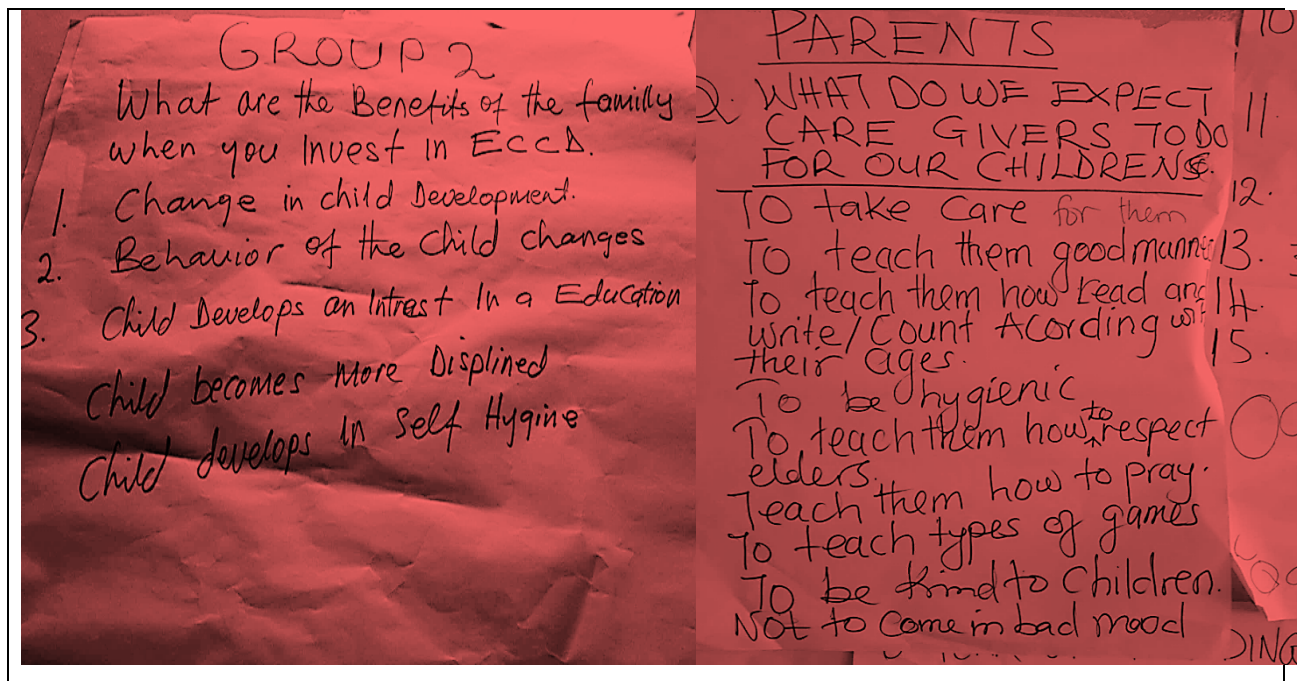 GROUP 2
What are the Benefits of the familly
when you Invest in ECCD.
1. Change in child Development.
2. Behavior of the Child changes
3. Child Develops an Intrest In a Education
Child becomes More Displined
Child develops in Self Hygine
PARENTS
Q. WHAT DO WE EXPECT
CARE GIVERS TO DO
FOR OUR CHILDRENS.
TO take care for them
To teach them good manner
To teach them how read and
write/Count Acording with
their ages.
To be hygienic
To teach them how to respect
elders.
Teach them how to pray.
To teach types of games
To be kind to children.
Not to come in bad mood
10
11.
12.
13.
14.
15.
DING